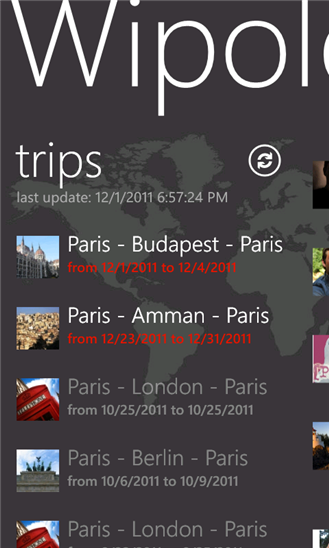 Wipol
trips
last update: 12/1/2011 6:57:24 PM
Paris - Budapest - Paris
from 12/1/2011 to 12/4/2011
Paris - Amman - Paris
from 12/23/2011 to 12/31/2011
Paris - London - Paris
from 10/25/2011 to 10/25/2011
Paris - Berlin - Paris
from 10/6/2011 to 10/9/2011
Paris - London - Paris